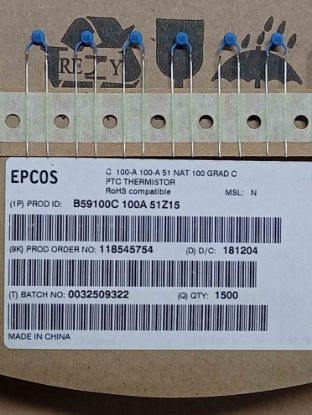 RE Y
EPCOS
C 100-A 100-A 51 NAT 100 GRAD C
PTC THERMISTOR
RoHS compatible
MSL: N
(1P) PROD ID: B59100C 100A 51Z15
(9K) PROD ORDER NO: 118545754 (D) D/C: 181204
(T) BATCH NO: 0032509322 (Q) QTY: 1500
MADE IN CHINA